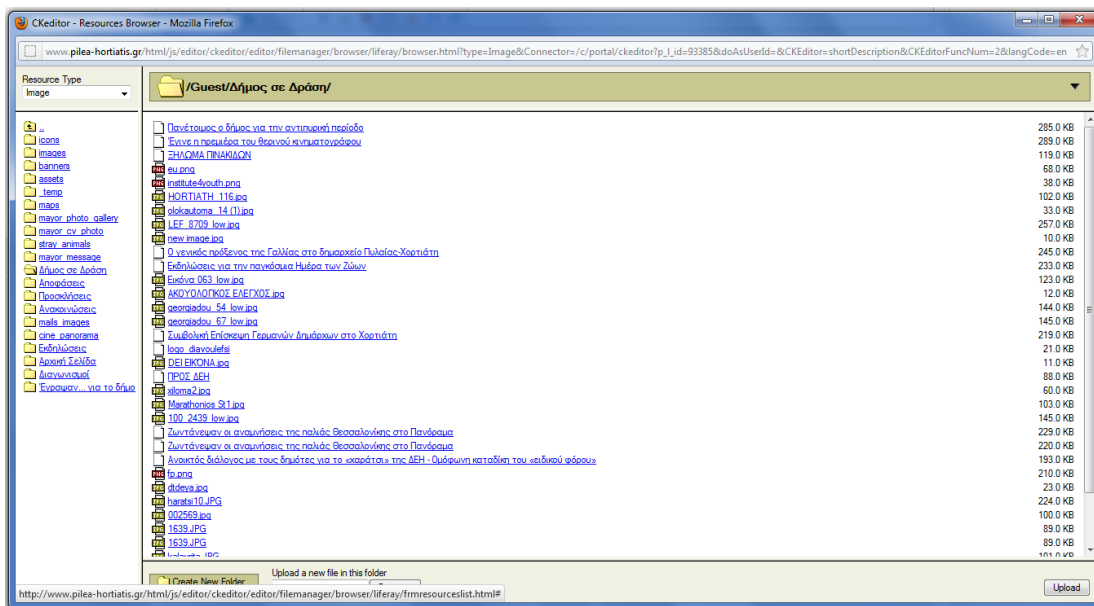 CKeditor - Resources Browser - Mozilla Firefox
www.pilea-hortiatis.gr/html/js/editor/ckeditor/editor/filemanager/browser/liferay/browser.html?type=Image&Connector=/c/portal/ckeditor?p_l_id=93385&doAsUserId=&CKEditor=shortDescription&CKEditorFuncNum=2&langCode=en
Resource Type
Image
/Guest/Δήμος σε Δράση/
..
icons
images
banners
assets
_temp
maps
mayor_photo_gallery
mayor_cv_photo
stray_animals
mayor_message
Δήμος σε Δράση
Αποφάσεις
Προσκλήσεις
Ανακοινώσεις
mails_images
cine_panorama
Εκδηλώσεις
Αρχική Σελίδα
Διαγωνισμοί
Έγραψαν... για το δήμο
Πανέτοιμος ο δήμος για την αντιπυρική περίοδο 285.0 KB
Έγινε η πρεμιέρα του θερινού κινηματογράφου 289.0 KB
ΞΗΛΩΜΑ ΠΙΝΑΚΙΔΩΝ 119.0 KB
eu.png 68.0 KB
institute4youth.png 38.0 KB
HORTIATH_116.jpg 102.0 KB
olokautoma_14 (1).jpg 33.0 KB
LEF_8709_low.jpg 257.0 KB
new image.jpg 10.0 KB
Ο γενικός πρόξενος της Γαλλίας στο δημαρχείο Πυλαίας-Χορτιάτη 245.0 KB
Εκδηλώσεις για την παγκόσμια Ημέρα των Ζώων 233.0 KB
Εικόνα 063_low.jpg 123.0 KB
ΑΚΟΥΟΛΟΓΙΚΟΣ ΕΛΕΓΧΟΣ.jpg 12.0 KB
georgiadou_54_low.jpg 144.0 KB
georgiadou_67_low.jpg 145.0 KB
Συμβολική Επίσκεψη Γερμανών Δημάρχων στο Χορτιάτη 219.0 KB
logo_diavoulefsi 21.0 KB
DEI EIKONA.jpg 11.0 KB
ΠΡΟΣ ΔΕΗ 88.0 KB
xiloma2.jpg 60.0 KB
Marathonios St1.jpg 103.0 KB
100_2439_low.jpg 145.0 KB
Ζωντάνεψαν οι αναμνήσεις της παλιάς Θεσσαλονίκης στο Πανόραμα 229.0 KB
Ζωντάνεψαν οι αναμνήσεις της παλιάς Θεσσαλονίκης στο Πανόραμα 220.0 KB
Ανοικτός διάλογος με τους δημότες για το «χαράτσι» της ΔΕΗ - Ομόφωνη καταδίκη του «ειδικού φόρου» 193.0 KB
fp.png 210.0 KB
dtdeya.jpg 23.0 KB
haratsi10.JPG 224.0 KB
002569.jpg 100.0 KB
1639.JPG 89.0 KB
1639.JPG 89.0 KB
kalavrita.JPG 101.0 KB
Create New Folder
Upload a new file in this folder
Upload
http://www.pilea-hortiatis.gr/html/js/editor/ckeditor/editor/filemanager/browser/liferay/frmresourceslist.html#